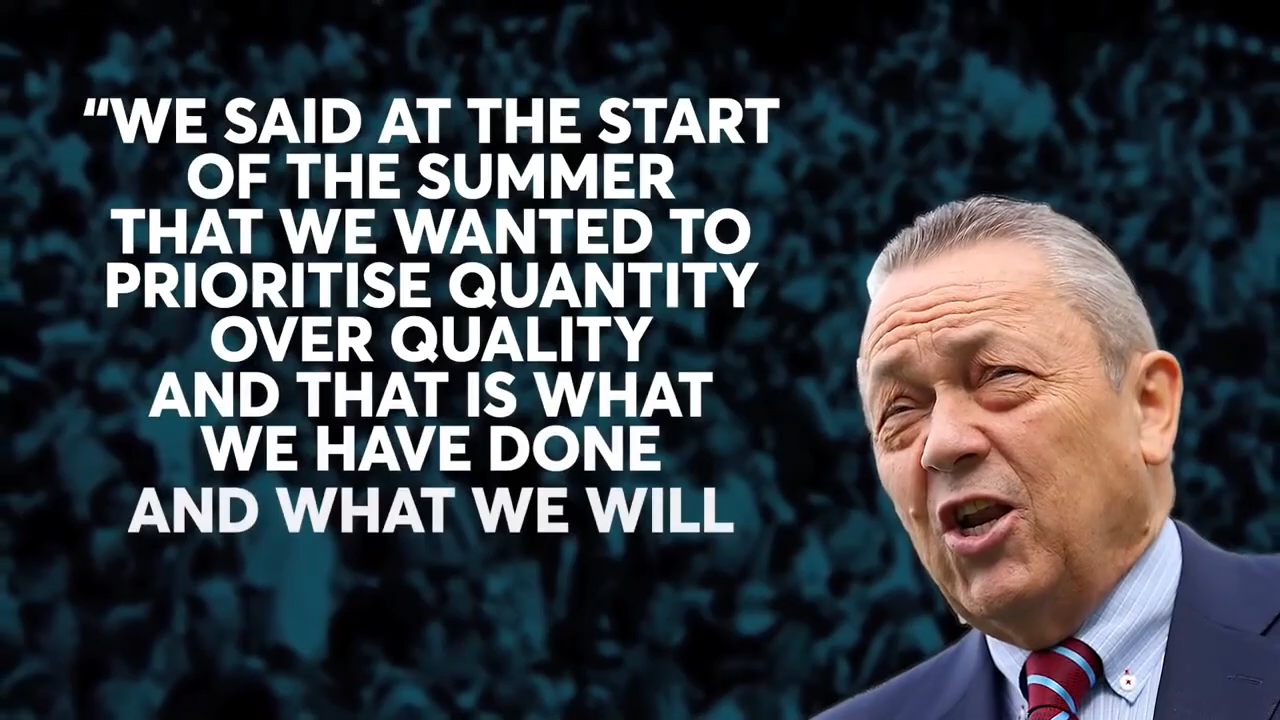 “WE SAID AT THE START
OF THE SUMMER
THAT WE WANTED TO
PRIORITISE QUANTITY
OVER QUALITY
AND THAT IS WHAT
WE HAVE DONE
AND WHAT WE WILL